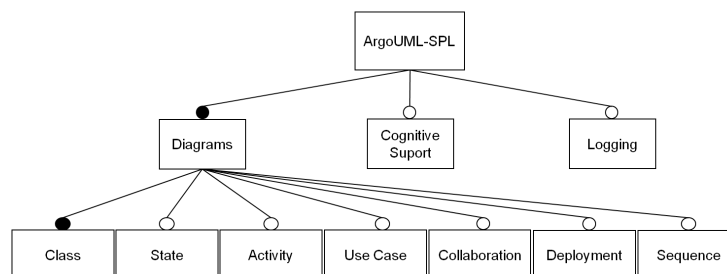 ArgoUML-SPL
Diagrams
Cognitive
Suport
Logging
Class
State
Activity
Use Case
Collaboration
Deployment
Sequence